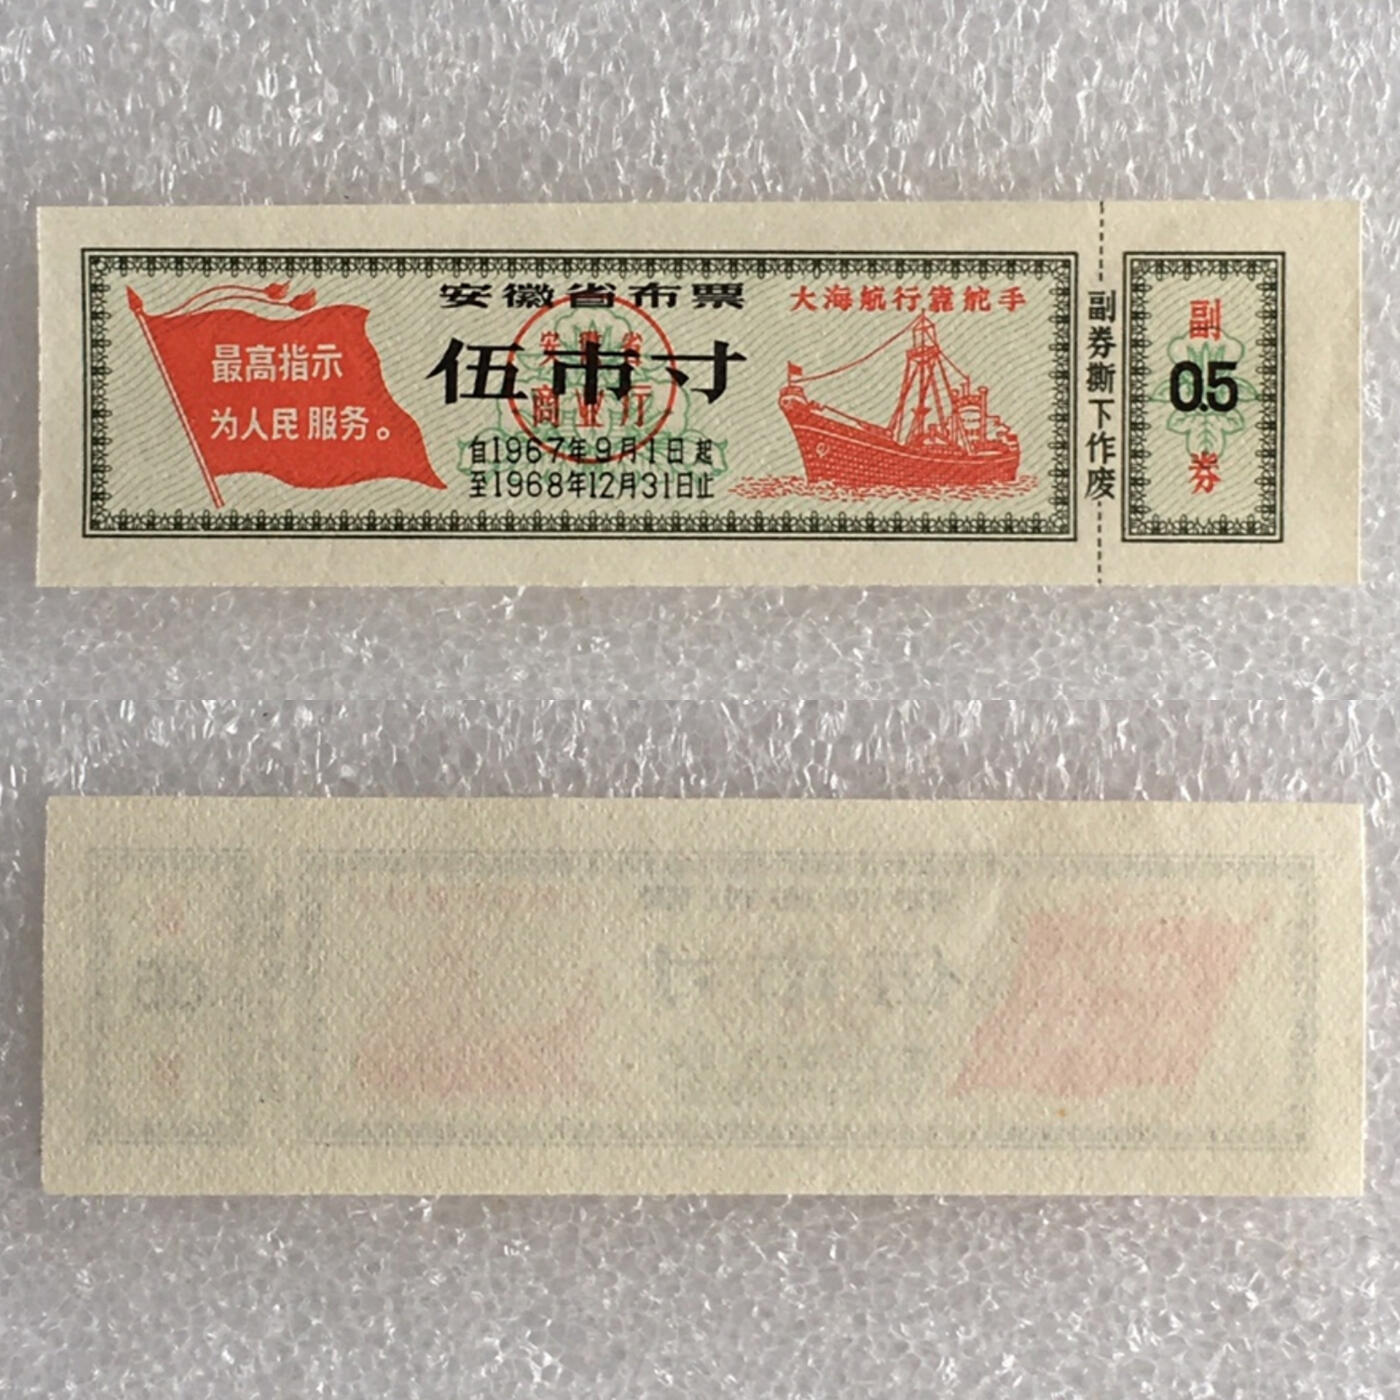 最高指示
为人民服务。
安徽省布票
伍市寸
安徽省
商业厅
自1967年9月1日起
至1968年12月31日止
大海航行靠舵手
副券撕下作废
副
0.5
券